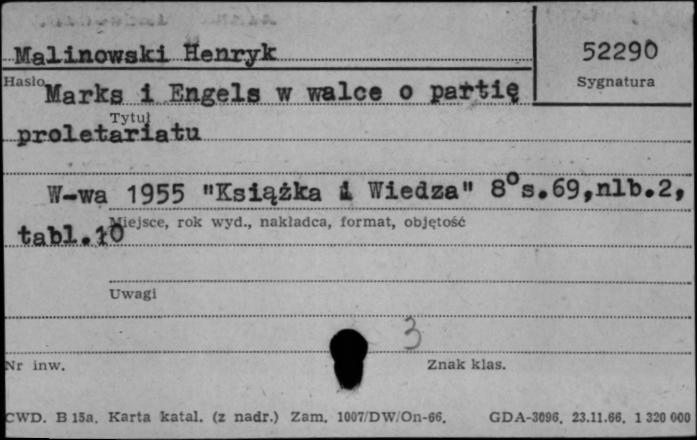 Malinowski Henryk
52290
Hasło
Sygnatura
Marks i Engels w walce o partię
Tytuł
proletariatu
W-wa 1955 "Książka i Wiedza" 8° s.69,nlb.2,
Miejsce, rok wyd., nakładca, format, objętość
tabl.10
Uwagi
3
Nr inw.
Znak klas.
CWD. B 15a. Karta katal. (z nadr.) Zam. 1007/DW/On-66. GDA-3096. 23.11.66. 1 320 000